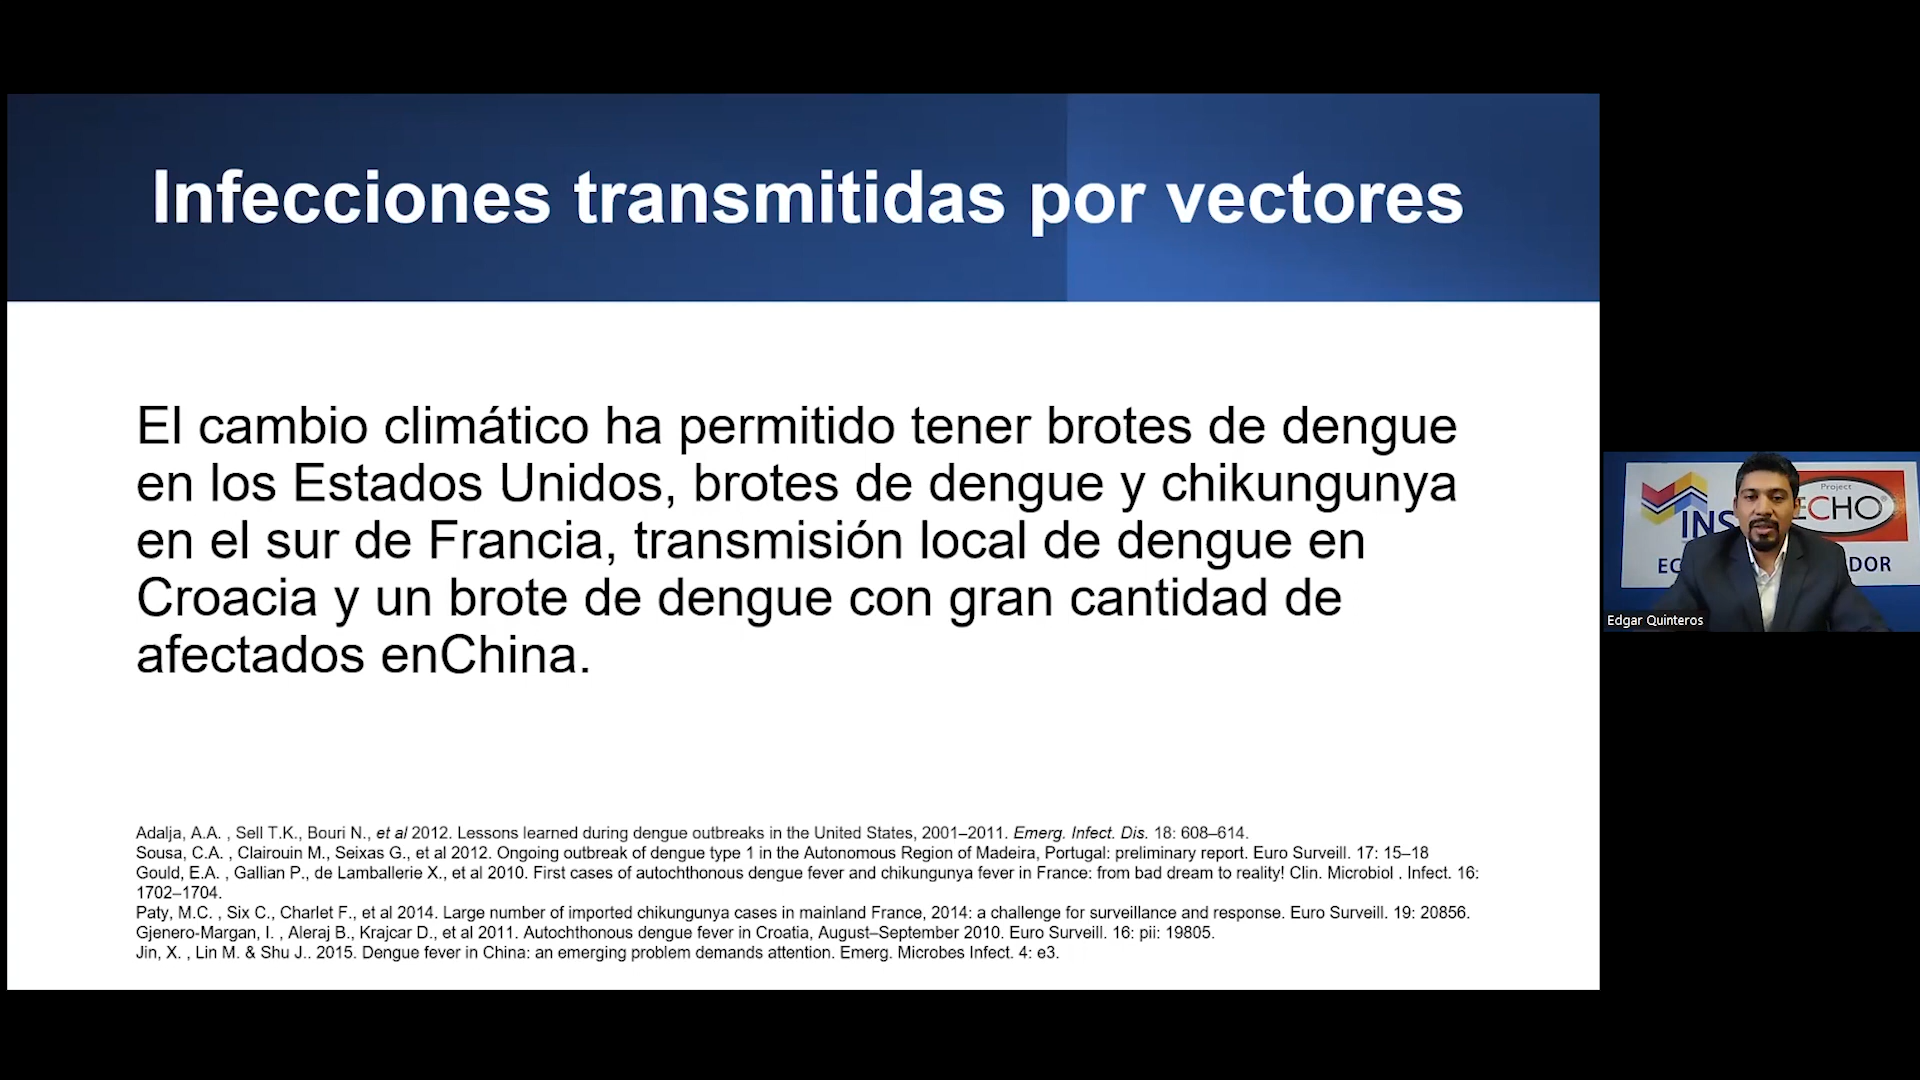 Infecciones transmitidas por vectores
El cambio climático ha permitido tener brotes de dengue
en los Estados Unidos, brotes de dengue y chikungunya
en el sur de Francia, transmisión local de dengue en
Croacia y un brote de dengue con gran cantidad de
afectados enChina.
Adalja, A.A. , Sell T.K., Bouri N., et al 2012. Lessons learned during dengue outbreaks in the United States, 2001–2011. Emerg. Infect. Dis. 18: 608–614.
Sousa, C.A. , Clairouin M., Seixas G., et al 2012. Ongoing outbreak of dengue type 1 in the Autonomous Region of Madeira, Portugal: preliminary report. Euro Surveill. 17: 15–18
Gould, E.A. , Gallian P., de Lamballerie X., et al 2010. First cases of autochthonous dengue fever and chikungunya fever in France: from bad dream to reality! Clin. Microbiol . Infect. 16:
1702–1704.
Paty, M.C. , Six C., Charlet F., et al 2014. Large number of imported chikungunya cases in mainland France, 2014: a challenge for surveillance and response. Euro Surveill. 19: 20856.
Gjenero-Margan, I. , Aleraj B., Krajcar D., et al 2011. Autochthonous dengue fever in Croatia, August–September 2010. Euro Surveill. 16: pii: 19805.
Jin, X. , Lin M. & Shu J.. 2015. Dengue fever in China: an emerging problem demands attention. Emerg. Microbes Infect. 4: e3.
Project
INS ECHO
EC DOR
Edgar Quinteros